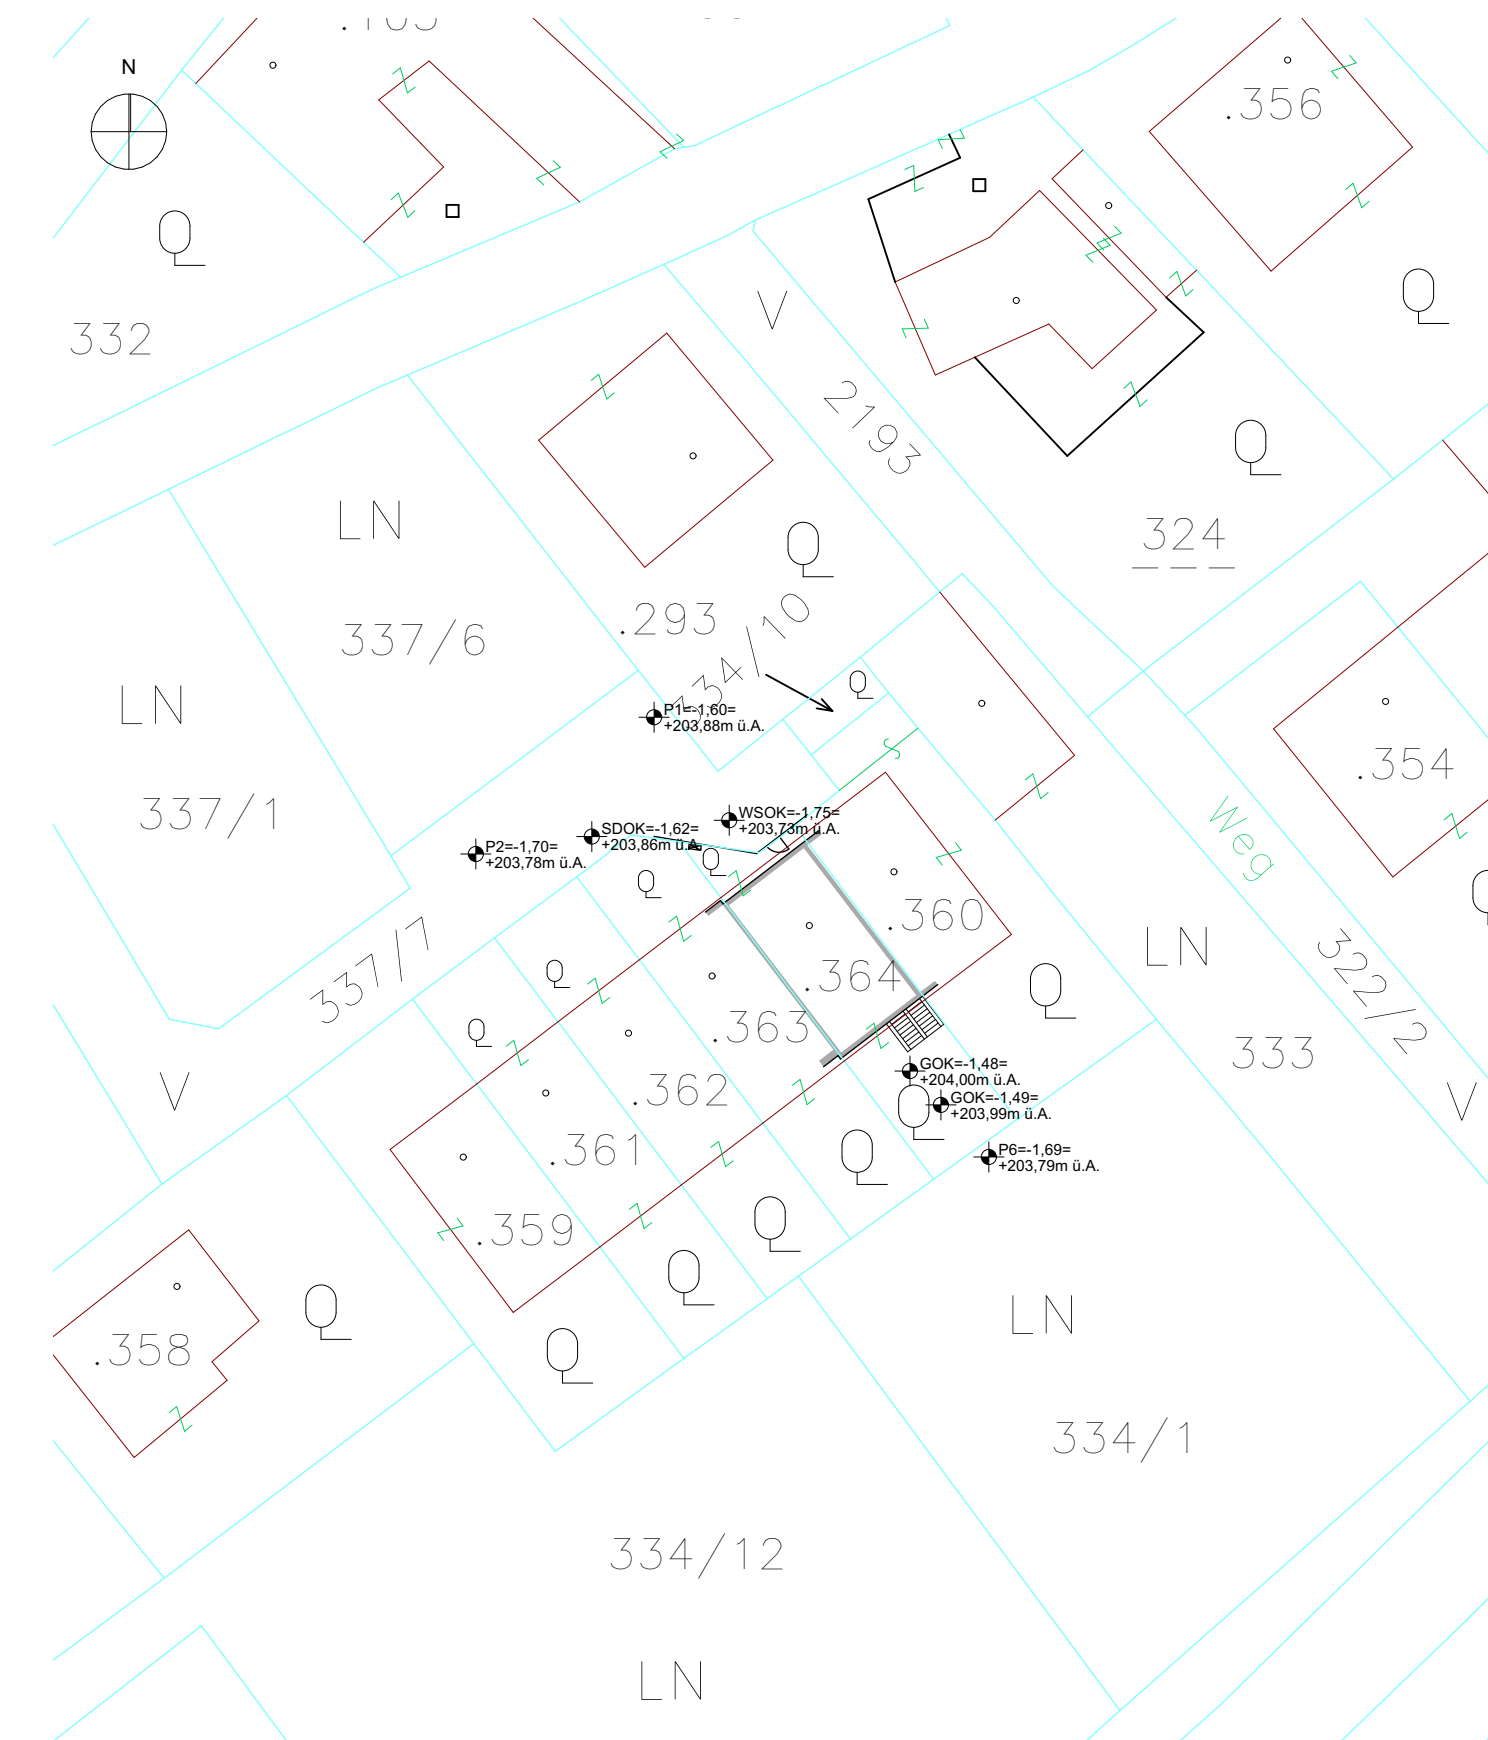 N
.356
332
V
2193
LN
324
.293
334/10
337/6
LN
P1=-1,60=
+203,88m ü.A.
.354
337/1
WSOK=-1,75=
+203,73m ü.A.
SDOK=-1,62=
+203,86m ü.A.
P2=-1,70=
+203,78m ü.A.
Weg
.360
LN
.364
337/7
322/2
.363
333
GOK=-1,48=
+204,00m ü.A.
V
.362
GOK=-1,49=
+203,99m ü.A.
V
.361
P6=-1,69=
+203,79m ü.A.
.359
LN
.358
334/1
334/12
LN